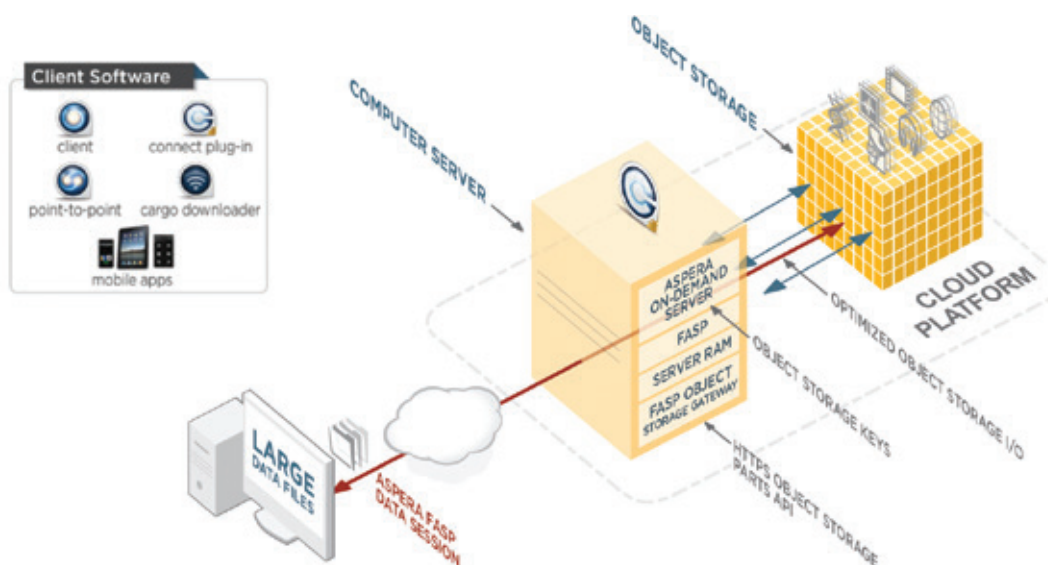 Client Software
client
connect plug-in
point-to-point
cargo downloader
mobile apps
COMPUTER SERVER
OBJECT STORAGE
ASPERA
ON-DEMAND
SERVER
FASP
SERVER RAM
FASP OBJECT
STORAGE GATEWAY
CLOUD
PLATFORM
OPTIMIZED OBJECT STORAGE I/O
OBJECT STORAGE KEYS
HTTPS OBJECT STORAGE
PARTS API
LARGE
DATA FILES
ASPERA FASP
DATA SESSION